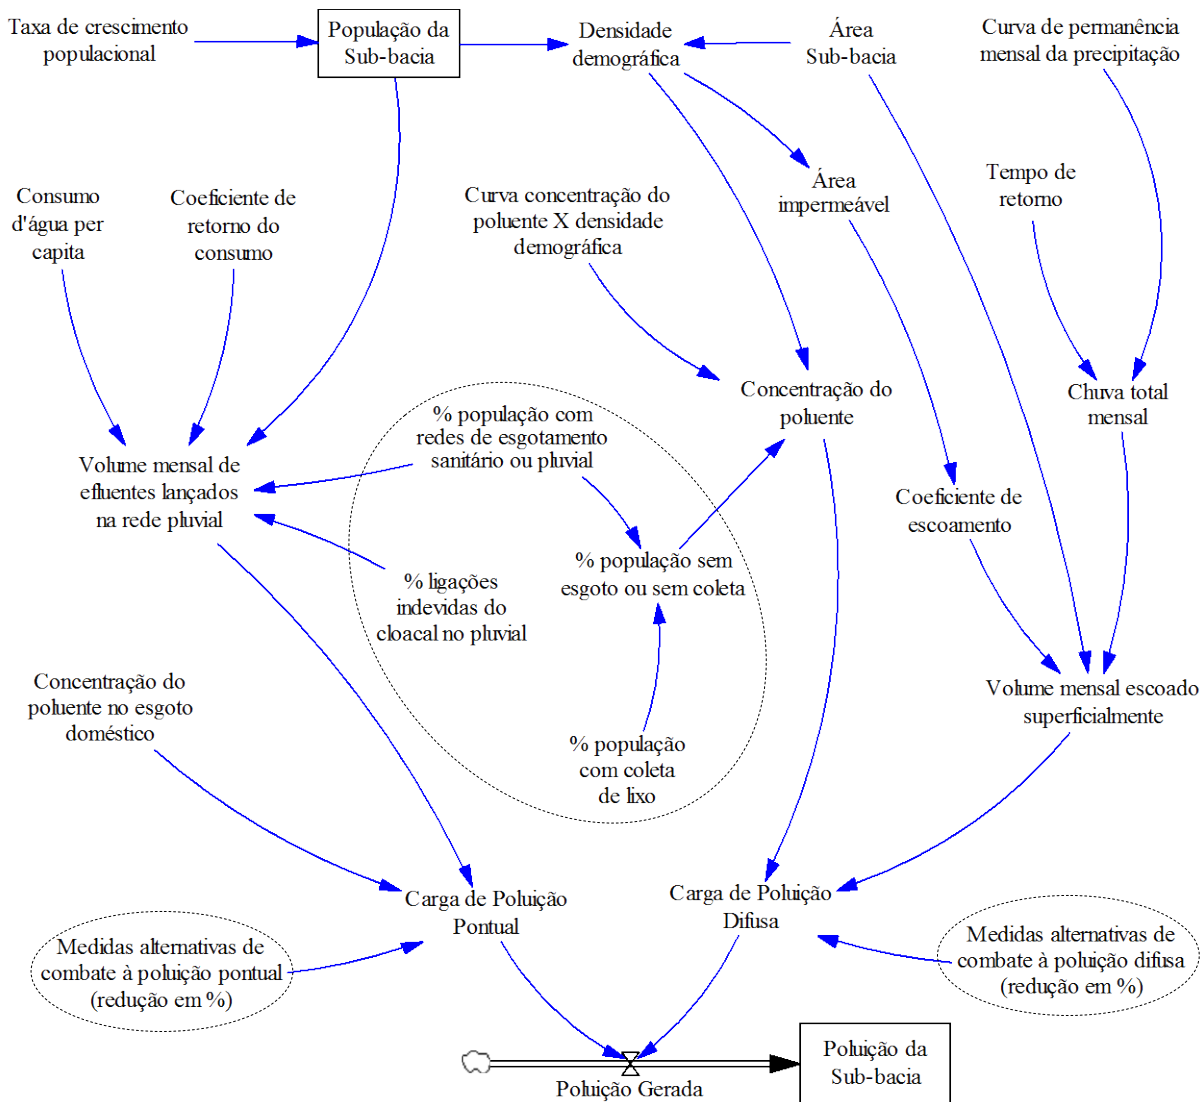 Taxa de crescimento
populacional
População da
Sub-bacia
Densidade
demográfica
Área
Sub-bacia
Curva de permanência
mensal da precipitação
Consumo
d'água per
capita
Coeficiente de
retorno do
consumo
Curva concentração do
poluente X densidade
demográfica
Área
impermeável
Tempo de
retorno
Concentração do
poluente
Chuva total
mensal
% população com
redes de esgotamento
sanitário ou pluvial
Volume mensal de
efluentes lançados
na rede pluvial
Coeficiente de
escoamento
% população sem
esgoto ou sem coleta
% ligações
indevidas do
cloacal no pluvial
Concentração do
poluente no esgoto
doméstico
Volume mensal escoado
superficialmente
% população
com coleta
de lixo
Carga de Poluição
Pontual
Carga de Poluição
Difusa
Medidas alternativas de
combate à poluição pontual
(redução em %)
Medidas alternativas de
combate à poluição difusa
(redução em %)
Poluição Gerada
Poluição da
Sub-bacia